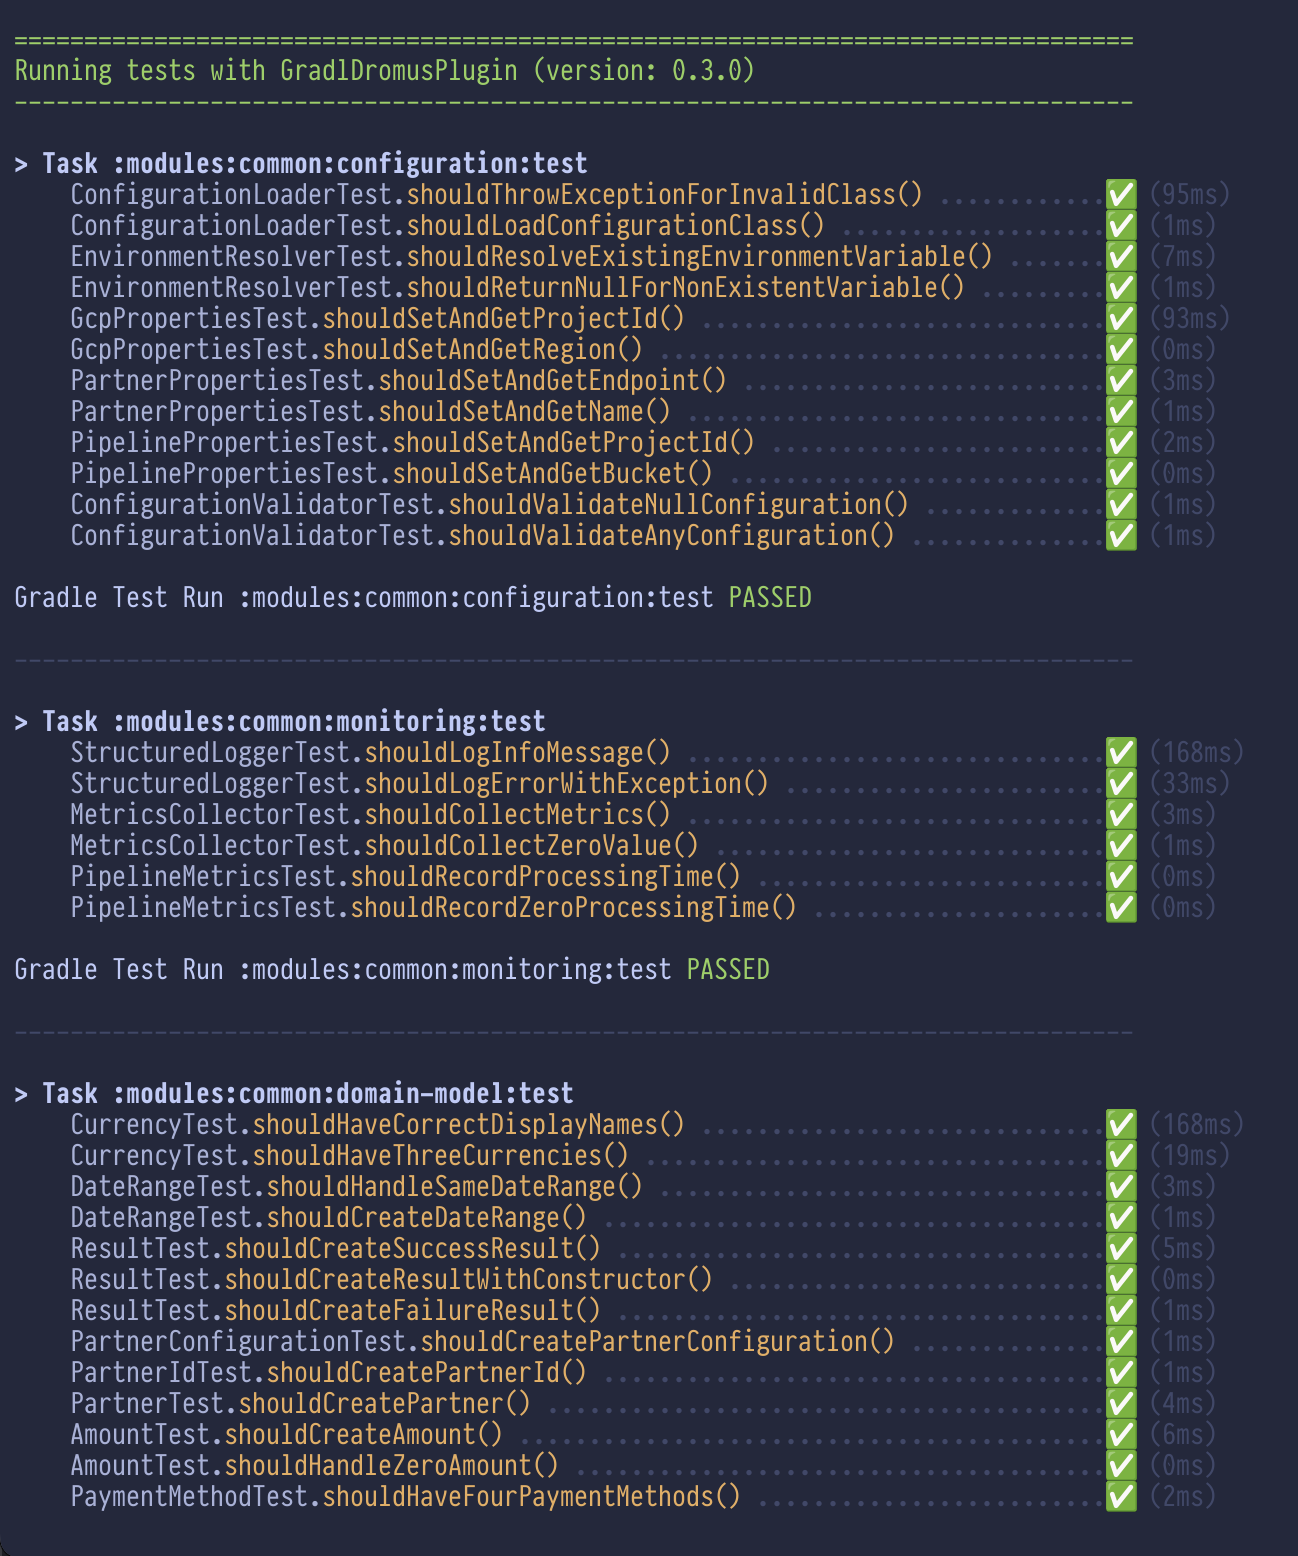 ================================================================================
Running tests with GradlDromusPlugin (version: 0.3.0)
--------------------------------------------------------------------------------
> Task :modules:common:configuration:test
ConfigurationLoaderTest.shouldThrowExceptionForInvalidClass() ............✅ (95ms)
ConfigurationLoaderTest.shouldLoadConfigurationClass() ...................✅ (1ms)
EnvironmentResolverTest.shouldResolveExistingEnvironmentVariable() .......✅ (7ms)
EnvironmentResolverTest.shouldReturnNullForNonExistentVariable() .........✅ (1ms)
GcpPropertiesTest.shouldSetAndGetProjectId() .............................✅ (93ms)
GcpPropertiesTest.shouldSetAndGetRegion() ................................✅ (0ms)
PartnerPropertiesTest.shouldSetAndGetEndpoint() ..........................✅ (3ms)
PartnerPropertiesTest.shouldSetAndGetName() ..............................✅ (1ms)
PipelinePropertiesTest.shouldSetAndGetProjectId() ........................✅ (2ms)
PipelinePropertiesTest.shouldSetAndGetBucket() ...........................✅ (0ms)
ConfigurationValidatorTest.shouldValidateNullConfiguration() .............✅ (1ms)
ConfigurationValidatorTest.shouldValidateAnyConfiguration() ..............✅ (1ms)
Gradle Test Run :modules:common:configuration:test PASSED
--------------------------------------------------------------------------------
> Task :modules:common:monitoring:test
StructuredLoggerTest.shouldLogInfoMessage() ..............................✅ (168ms)
StructuredLoggerTest.shouldLogErrorWithException() .......................✅ (33ms)
MetricsCollectorTest.shouldCollectMetrics() ..............................✅ (3ms)
MetricsCollectorTest.shouldCollectZeroValue() ............................✅ (1ms)
PipelineMetricsTest.shouldRecordProcessingTime() .........................✅ (0ms)
PipelineMetricsTest.shouldRecordZeroProcessingTime() .....................✅ (0ms)
Gradle Test Run :modules:common:monitoring:test PASSED
--------------------------------------------------------------------------------
> Task :modules:common:domain-model:test
CurrencyTest.shouldHaveCorrectDisplayNames() .............................✅ (168ms)
CurrencyTest.shouldHaveThreeCurrencies() .................................✅ (19ms)
DateRangeTest.shouldHandleSameDateRange() ................................✅ (3ms)
DateRangeTest.shouldCreateDateRange() ....................................✅ (1ms)
ResultTest.shouldCreateSuccessResult() ...................................✅ (5ms)
ResultTest.shouldCreateResultWithConstructor() ...........................✅ (0ms)
ResultTest.shouldCreateFailureResult() ...................................✅ (1ms)
PartnerConfigurationTest.shouldCreatePartnerConfiguration() ..............✅ (1ms)
PartnerIdTest.shouldCreatePartnerId() ....................................✅ (1ms)
PartnerTest.shouldCreatePartner() ........................................✅ (4ms)
AmountTest.shouldCreateAmount() ..........................................✅ (6ms)
AmountTest.shouldHandleZeroAmount() ......................................✅ (0ms)
PaymentMethodTest.shouldHaveFourPaymentMethods() .........................✅ (2ms)